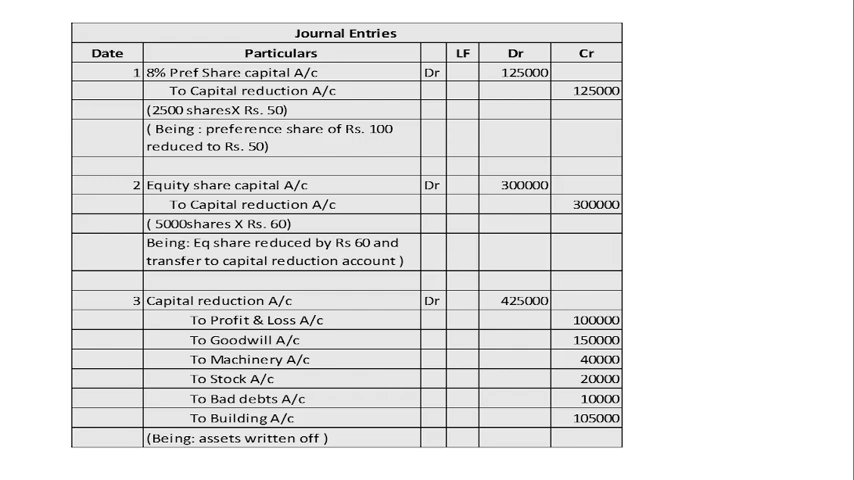 Journal Entries
Date Particulars LF Dr Cr
1 8% Pref Share capital A/c Dr 125000
To Capital reduction A/c 125000
(2500 sharesX Rs. 50)
( Being : preference share of Rs. 100
reduced to Rs. 50)
2 Equity share capital A/c Dr 300000
To Capital reduction A/c 300000
( 5000shares X Rs. 60)
Being: Eq share reduced by Rs 60 and
transfer to capital reduction account )
3 Capital reduction A/c Dr 425000
To Profit & Loss A/c 100000
To Goodwill A/c 150000
To Machinery A/c 40000
To Stock A/c 20000
To Bad debts A/c 10000
To Building A/c 105000
(Being: assets written off )